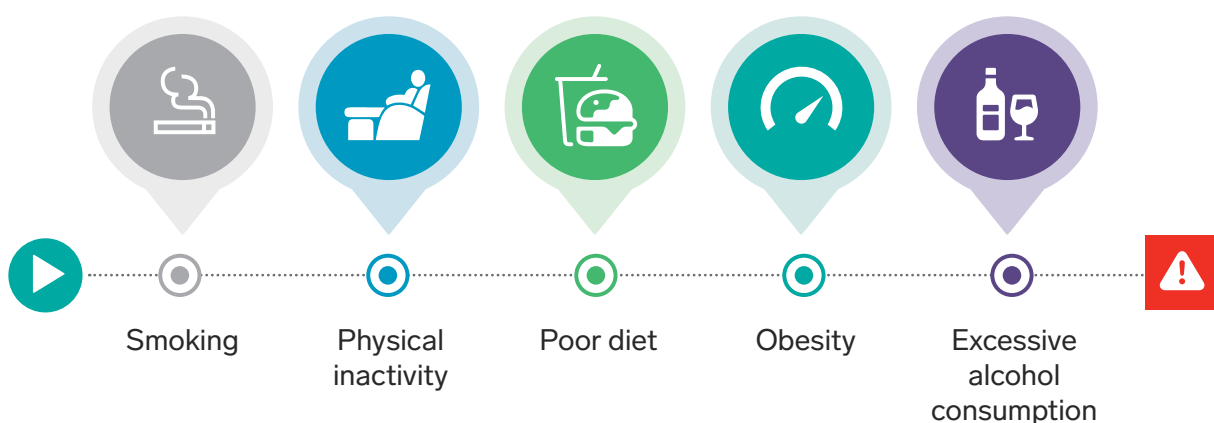 Smoking
Physical
inactivity
Poor diet
Obesity
Excessive
alcohol
consumption